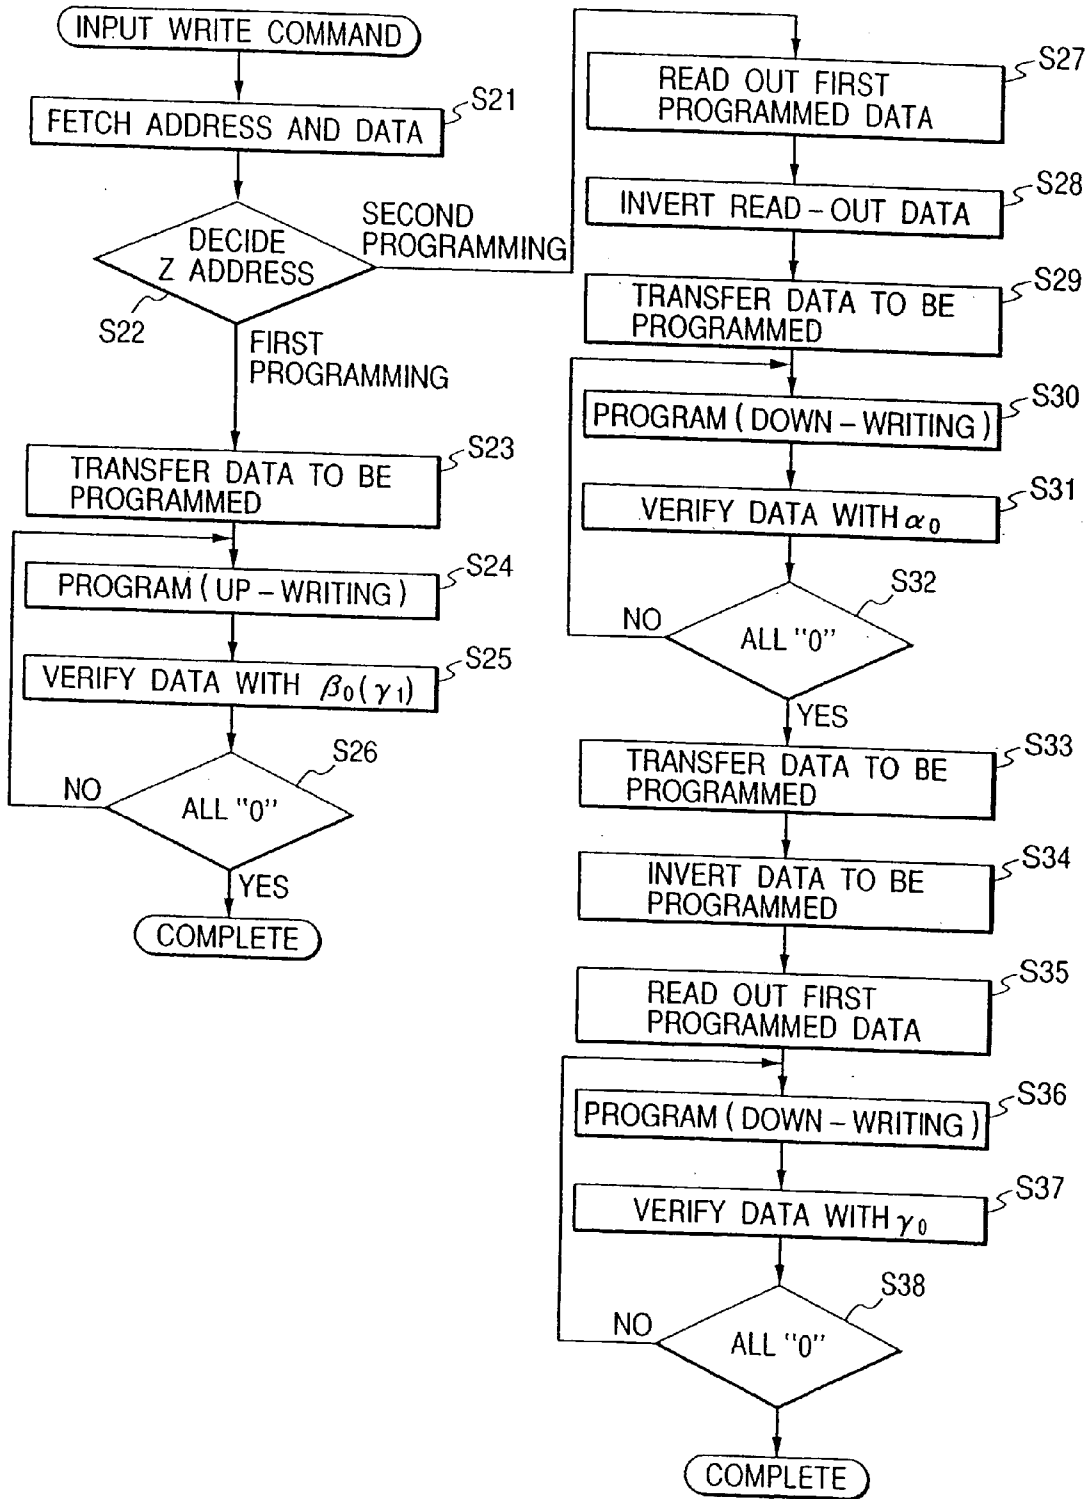 INPUT WRITE COMMAND
S21
FETCH ADDRESS AND DATA
DECIDE
Z ADDRESS
S22
SECOND
PROGRAMMING
FIRST
PROGRAMMING
S23
TRANSFER DATA TO BE
PROGRAMMED
S24
PROGRAM (UP-WRITING)
S25
VERIFY DATA WITH β0(γ1)
S26
ALL "0"
NO
YES
COMPLETE
S27
READ OUT FIRST
PROGRAMMED DATA
S28
INVERT READ-OUT DATA
S29
TRANSFER DATA TO BE
PROGRAMMED
S30
PROGRAM (DOWN-WRITING)
S31
VERIFY DATA WITH α0
S32
ALL "0"
NO
YES
S33
TRANSFER DATA TO BE
PROGRAMMED
S34
INVERT DATA TO BE
PROGRAMMED
S35
READ OUT FIRST
PROGRAMMED DATA
S36
PROGRAM (DOWN-WRITING)
S37
VERIFY DATA WITH γ0
S38
ALL "0"
NO
COMPLETE